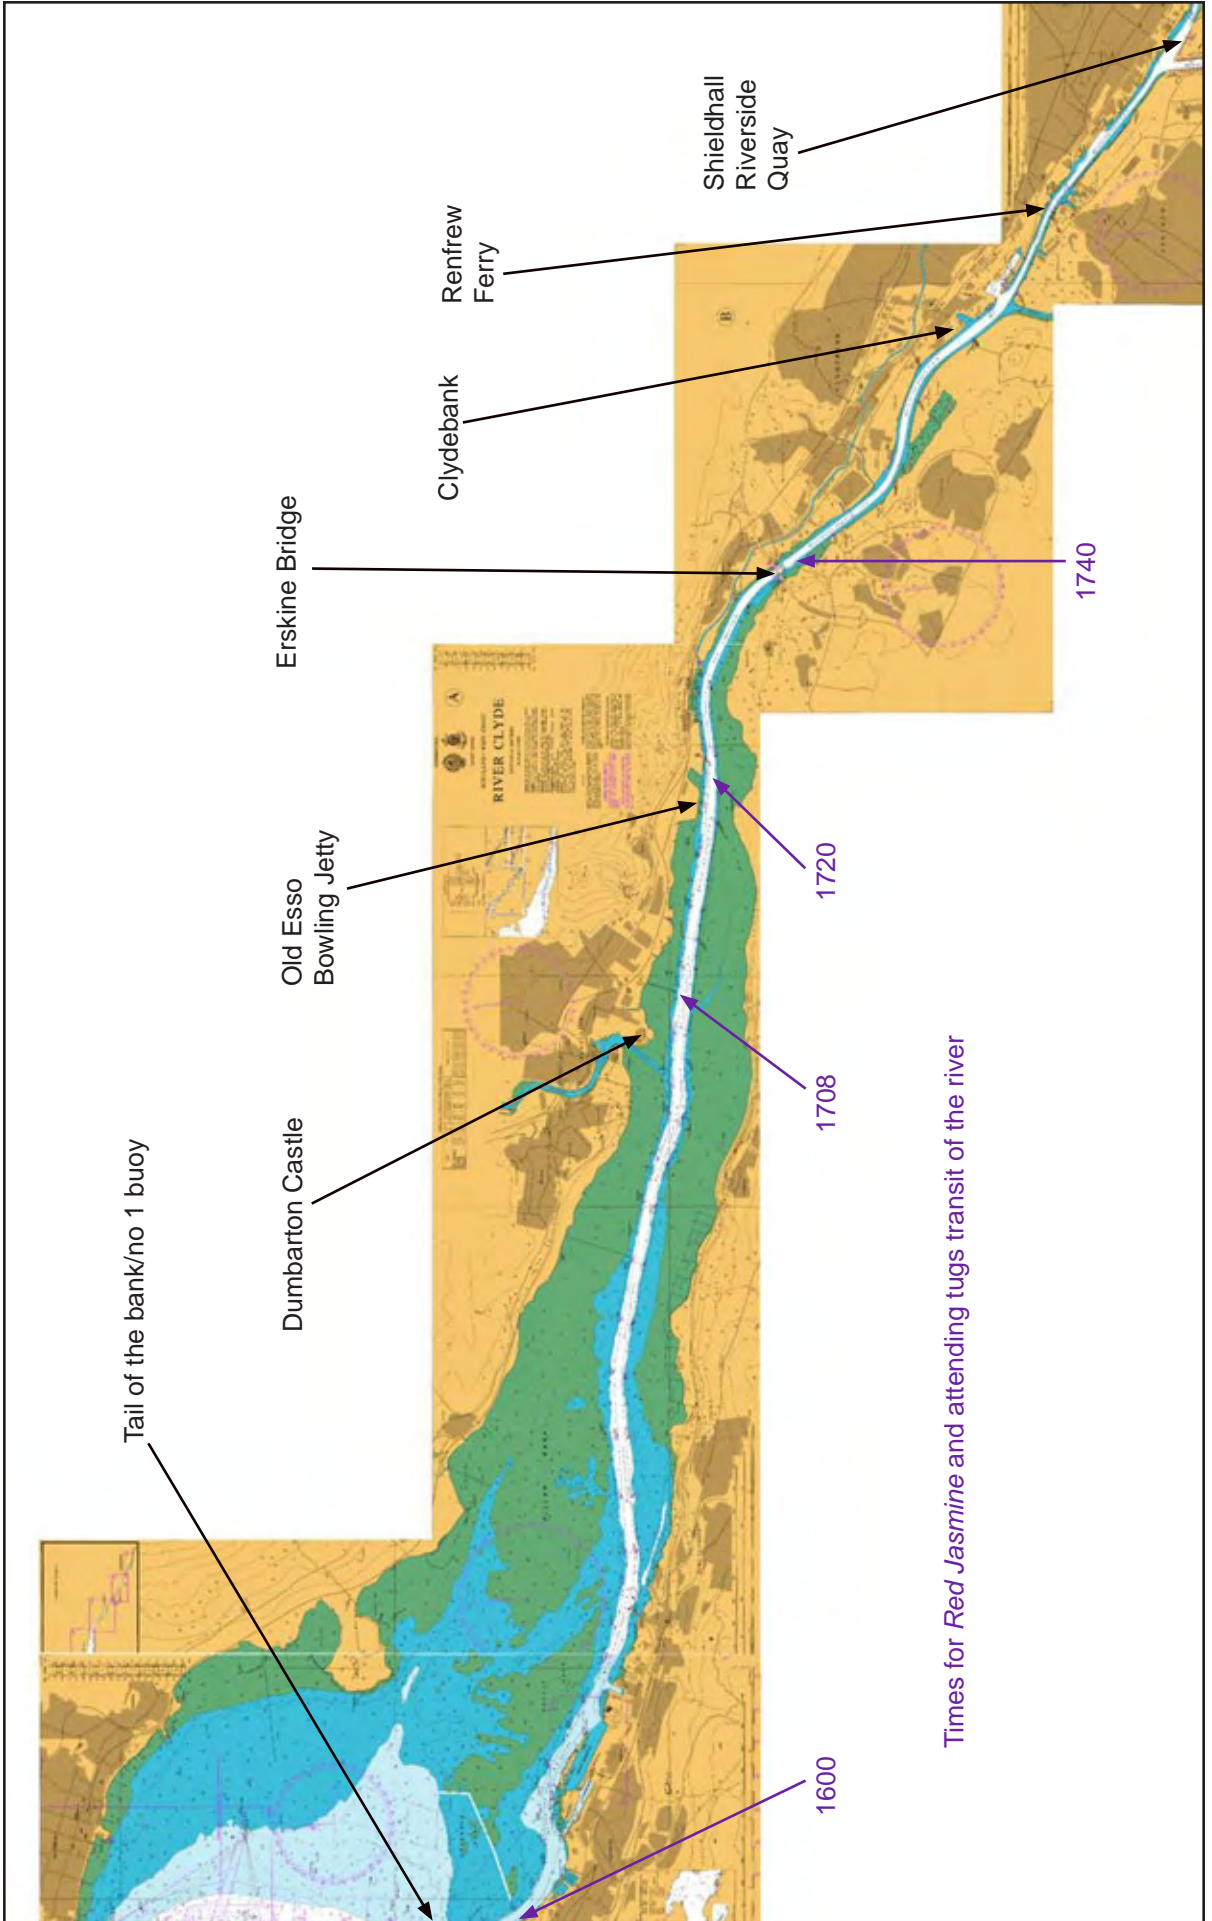 Tail of the bank/no 1 buoy
Dumbarton Castle
Old Esso
Bowling Jetty
Erskine Bridge
Clydebank
Renfrew
Ferry
Shieldhall
Riverside
Quay
RIVER CLYDE
A
B
1600
1708
1720
1740
Times for Red Jasmine and attending tugs transit of the river